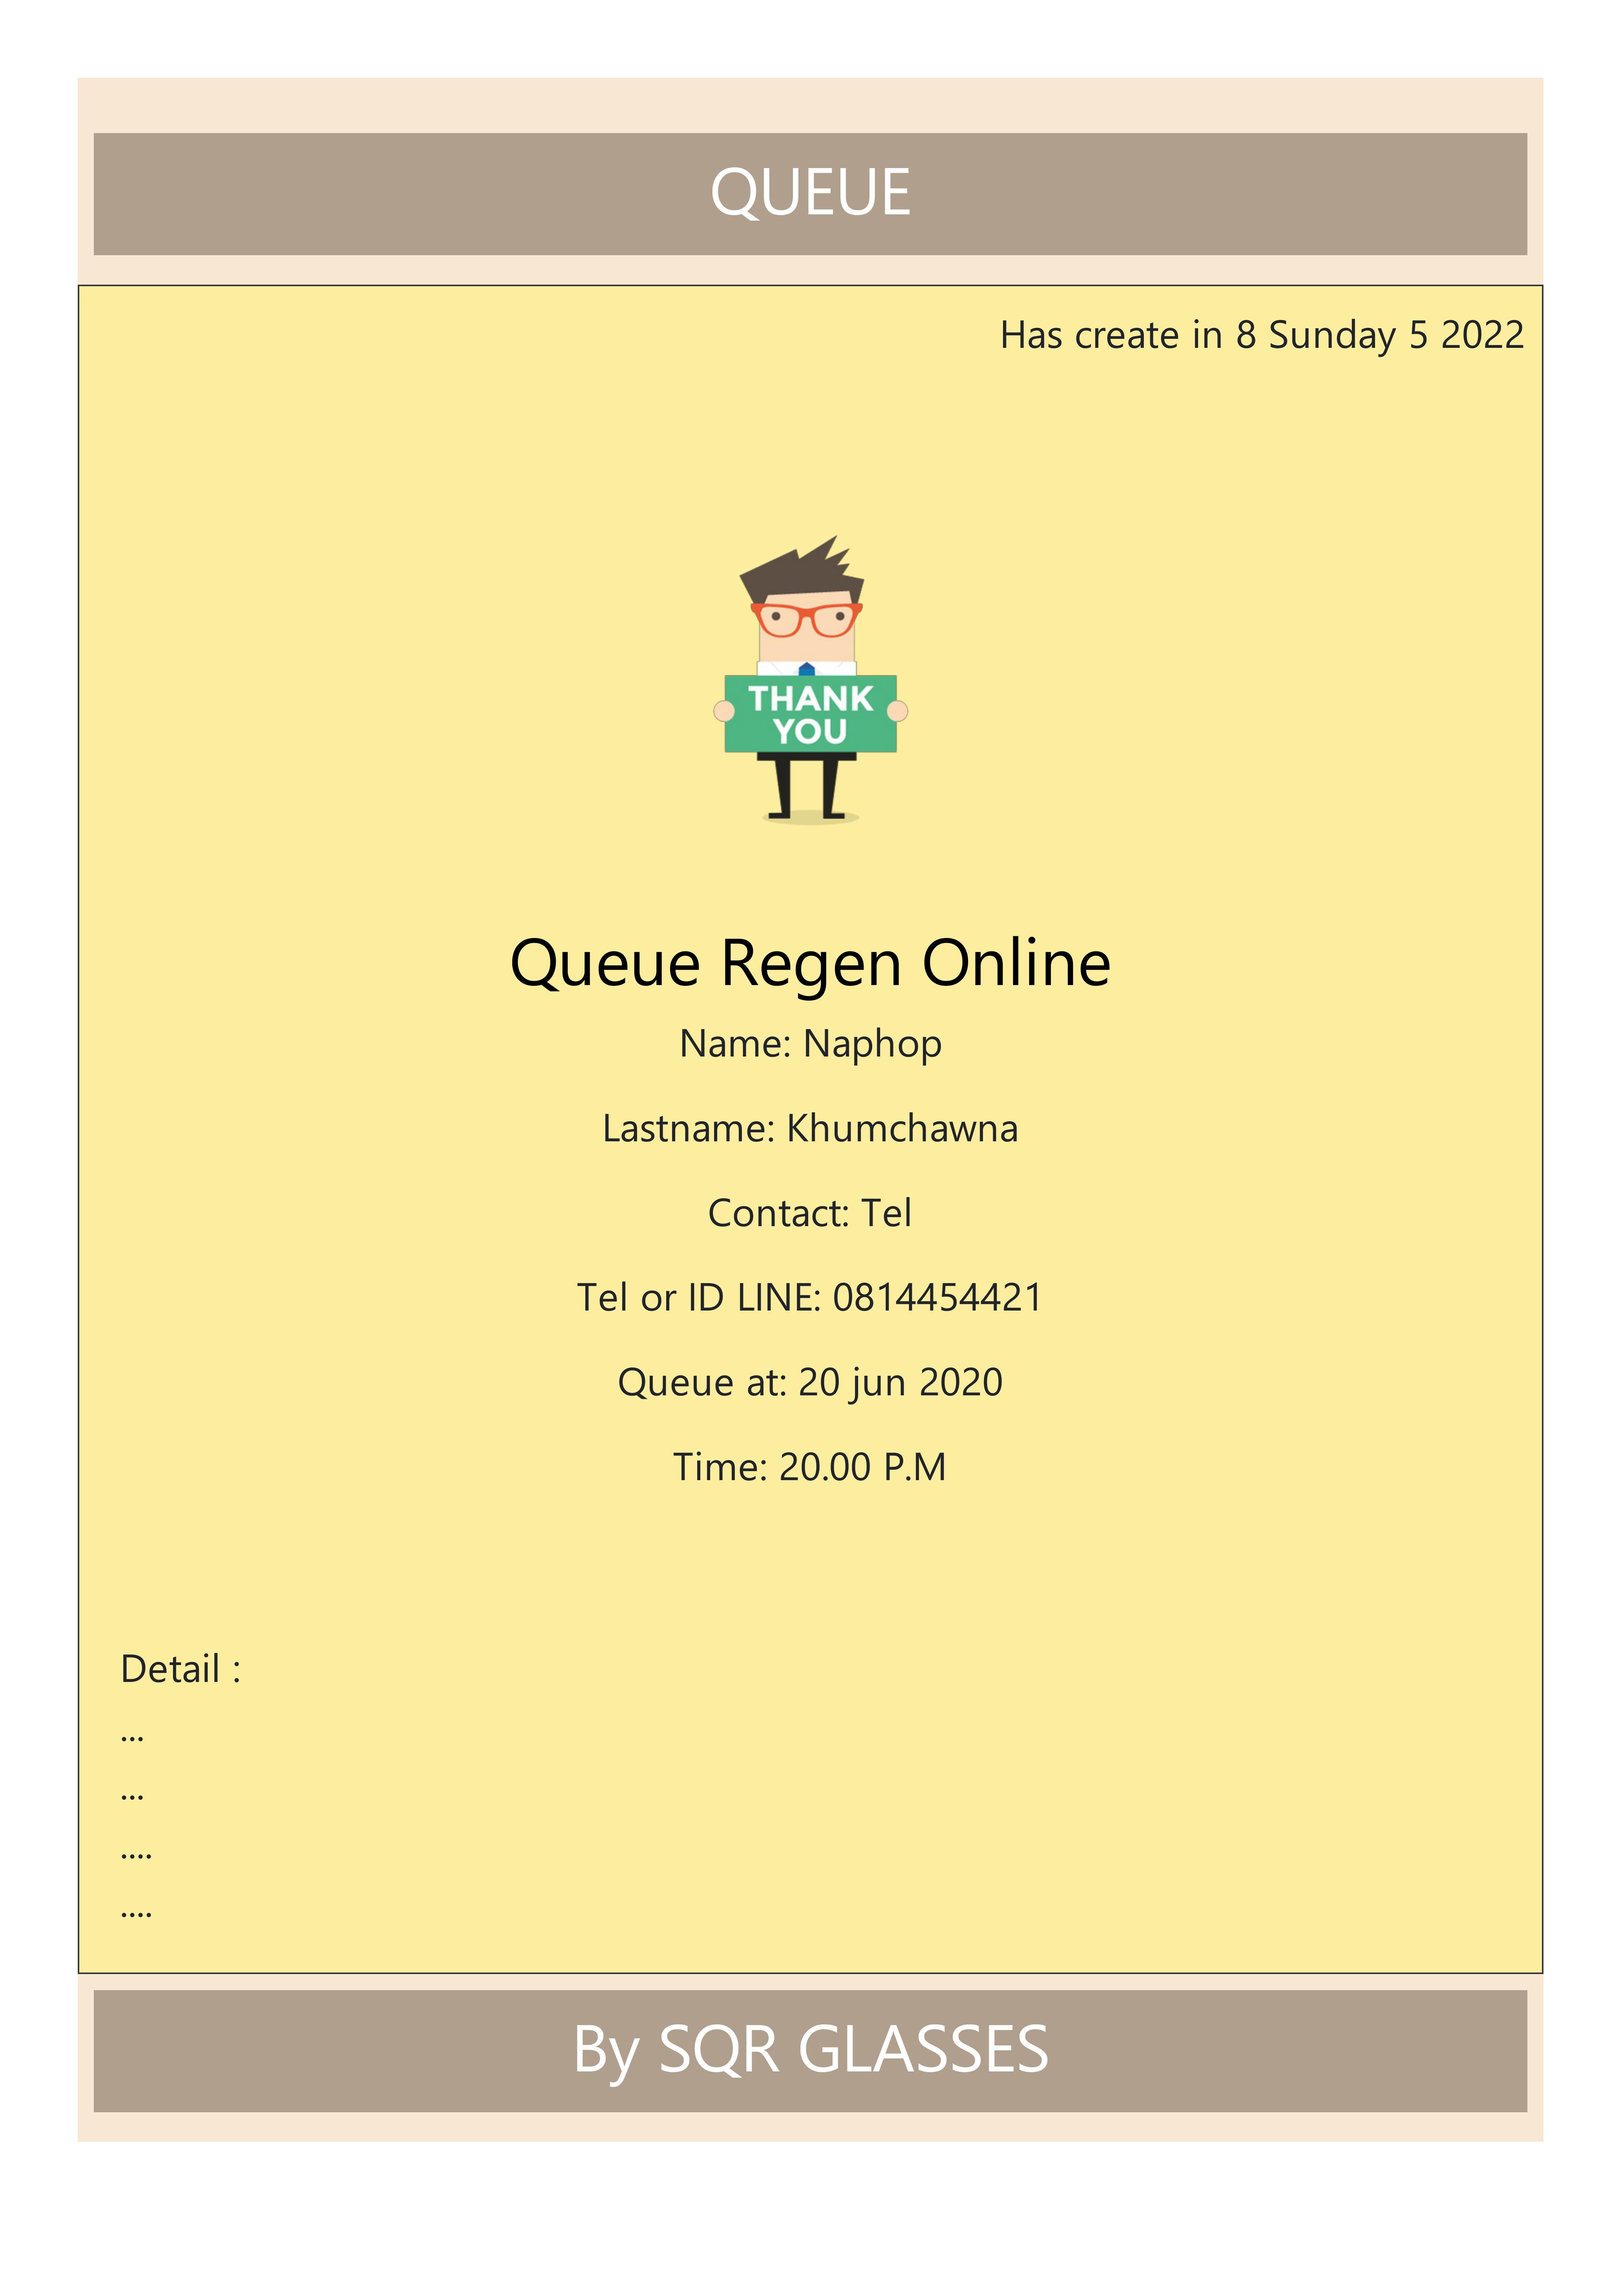 QUEUE
Has create in 8 Sunday 5 2022
THANK
YOU
Queue Regen Online
Name: Naphop
Lastname: Khumchawna
Contact: Tel
Tel or ID LINE: 0814454421
Queue at: 20 jun 2020
Time: 20.00 P.M
Detail :
...
...
....
....
By SQR GLASSES